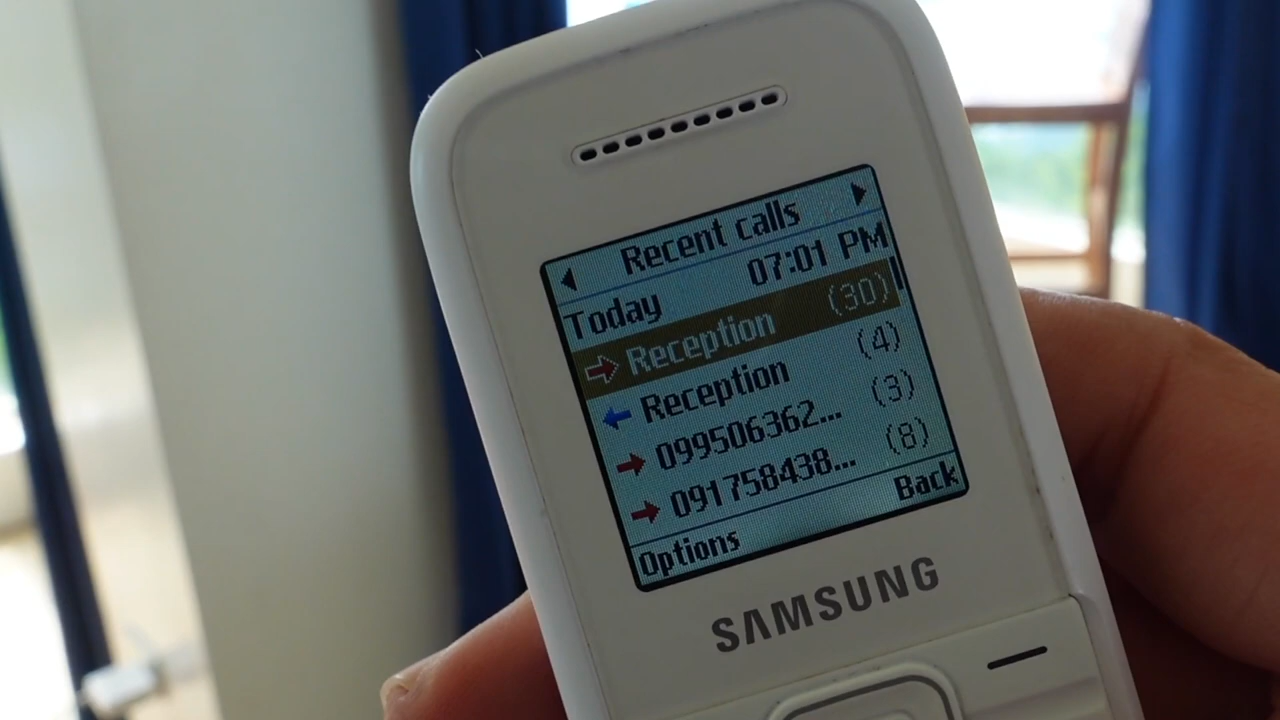 Recent calls
Today 07:01 PM
Reception (30)
Reception (4)
099506362... (3)
091758438... (8)
Options Back
SAMSUNG